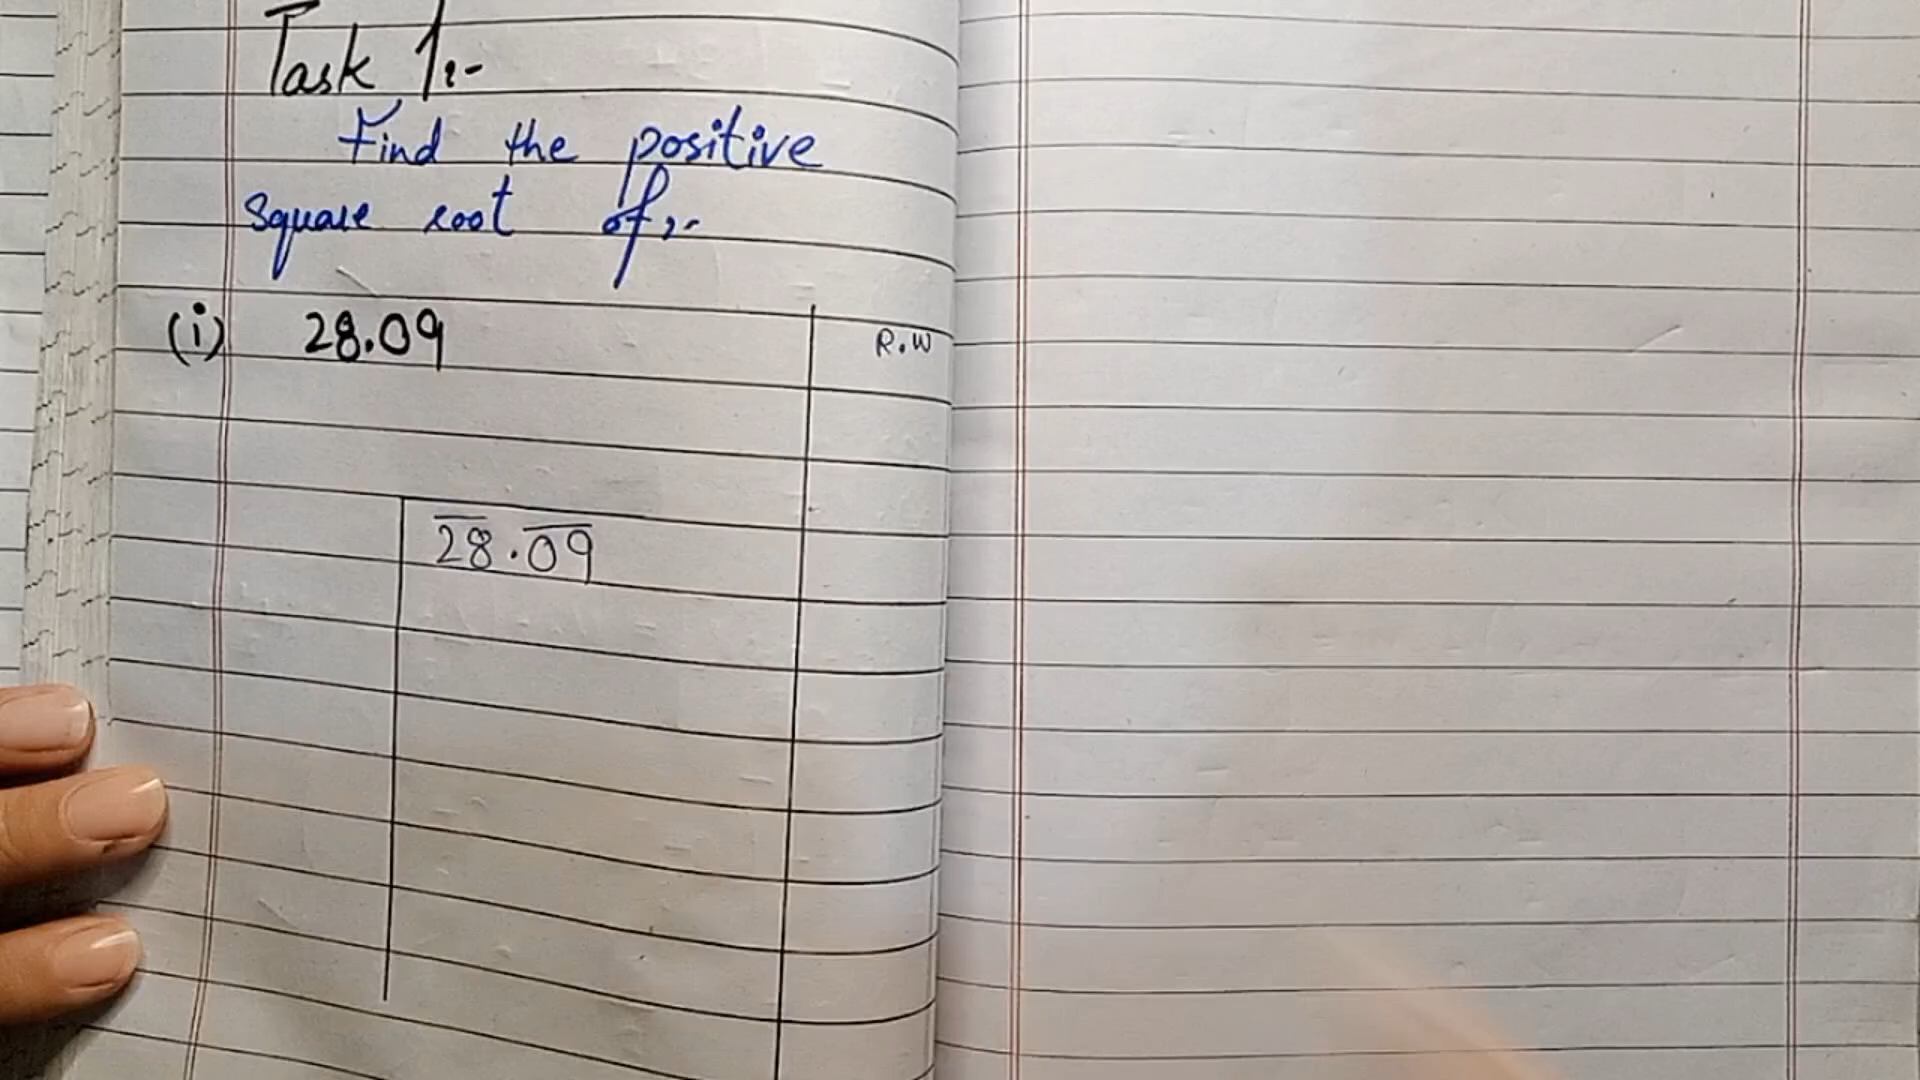 Task 1:-
Find the positive
square root of:-
(i) 28.09
R.W
28.09